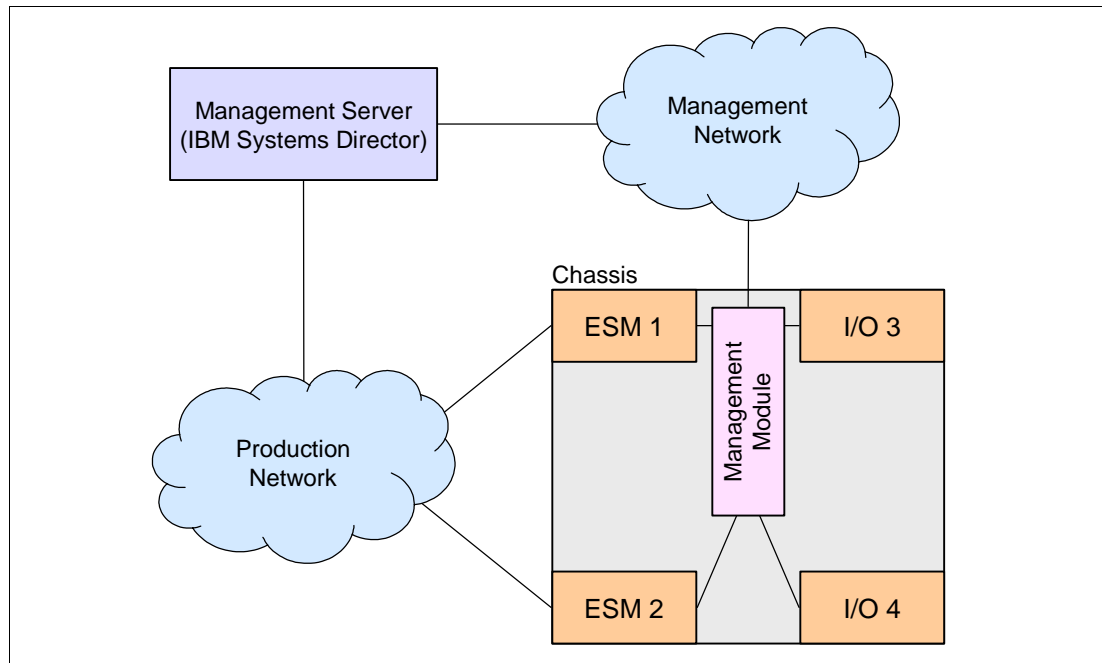 Management Server
(IBM Systems Director)
Management
Network
Chassis
ESM 1
I/O 3
Management
Module
Production
Network
ESM 2
I/O 4